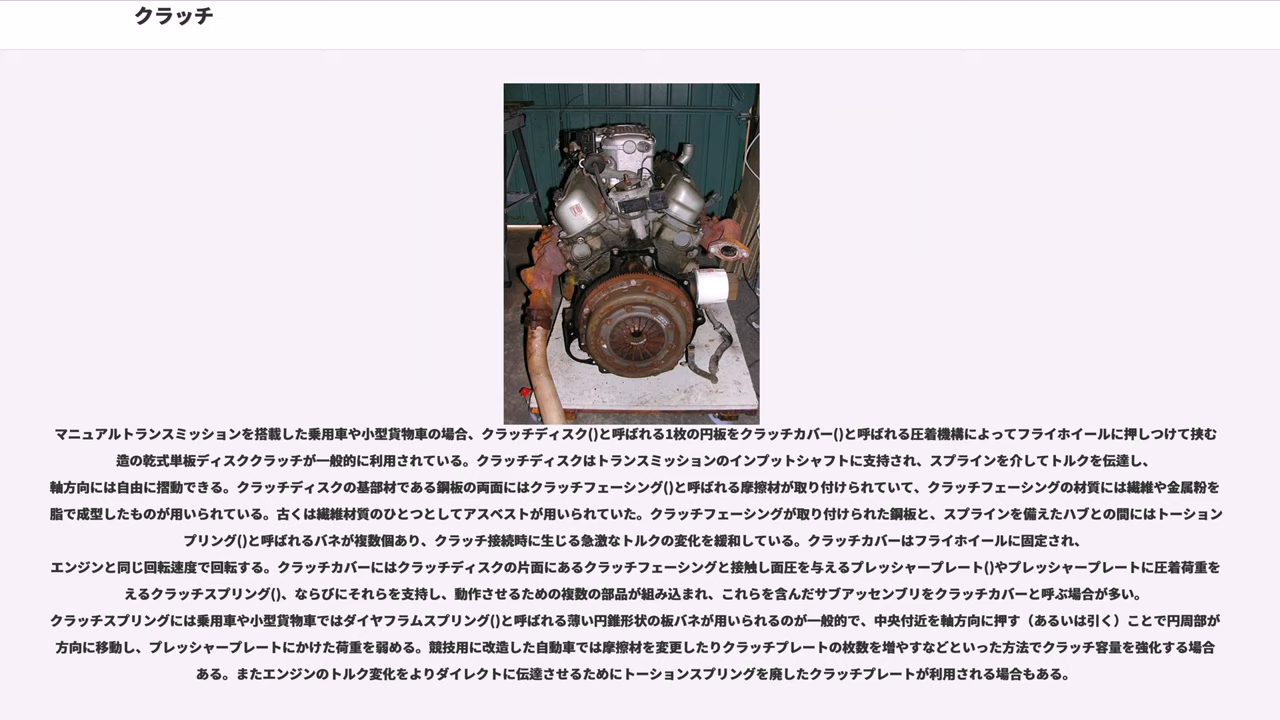 クラッチ
マニュアルトランスミッションを搭載した乗用車や小型貨物車の場合、クラッチディスク()と呼ばれる1枚の円板をクラッチカバー()と呼ばれる圧着機構によってフライホイールに押しつけて挟む
造の乾式単板ディスククラッチが一般的に利用されている。クラッチディスクはトランスミッションのインプットシャフトに支持され、スプラインを介してトルクを伝達し、
軸方向には自由に摺動できる。クラッチディスクの基部材である鋼板の両面にはクラッチフェーシング()と呼ばれる摩擦材が取り付けられていて、クラッチフェーシングの材質には繊維や金属粉を
脂で成型したものが用いられている。古くは繊維材質のひとつとしてアスベストが用いられていた。クラッチフェーシングが取り付けられた鋼板と、スプラインを備えたハブとの間にはトーション
プリング()と呼ばれるバネが複数個あり、クラッチ接続時に生じる急激なトルクの変化を緩和している。クラッチカバーはフライホイールに固定され、
エンジンと同じ回転速度で回転する。クラッチカバーにはクラッチディスクの片面にあるクラッチフェーシングと接触し面圧を与えるプレッシャープレート()やプレッシャープレートに圧着荷重を
えるクラッチスプリング()、ならびにそれらを支持し、動作させるための複数の部品が組み込まれ、これらを含んだサブアッセンブリをクラッチカバーと呼ぶ場合が多い。
クラッチスプリングには乗用車や小型貨物車ではダイヤフラムスプリング()と呼ばれる薄い円錐形状の板バネが用いられるのが一般的で、中央付近を軸方向に押す（あるいは引く）ことで円周部が
方向に移動し、プレッシャープレートにかけた荷重を弱める。競技用に改造した自動車では摩擦材を変更したりクラッチプレートの枚数を増やすなどといった方法でクラッチ容量を強化する場合
ある。またエンジンのトルク変化をよりダイレクトに伝達させるためにトーションスプリングを廃したクラッチプレートが利用される場合もある。